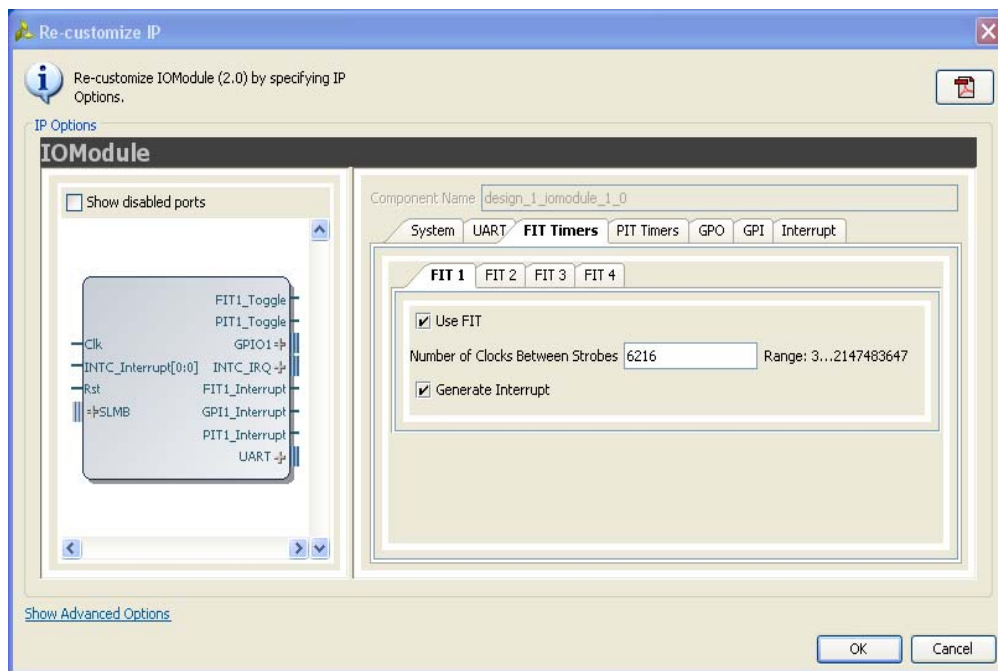 Re-customize IP
Re-customize IOModule (2.0) by specifying IP
Options.
IP Options
IOModule
Show disabled ports
FIT1_Toggle
PIT1_Toggle
Clk
GPIO1
INTC_Interrupt[0:0]
INTC_IRQ
Rst
FIT1_Interrupt
SLMB
GPI1_Interrupt
PIT1_Interrupt
UART
Component Name design_1_iomodule_1_0
System UART FIT Timers PIT Timers GPO GPI Interrupt
FIT 1 FIT 2 FIT 3 FIT 4
Use FIT
Number of Clocks Between Strobes 6216 Range: 3...2147483647
Generate Interrupt
Show Advanced Options
OK Cancel